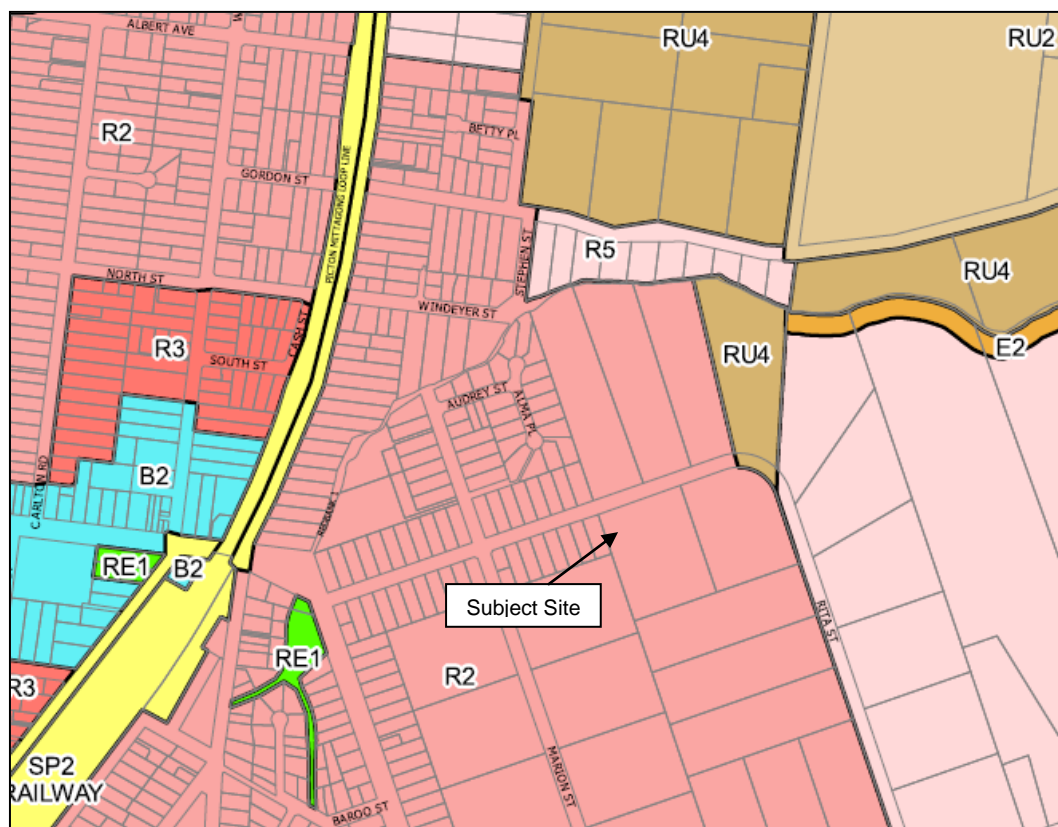 ALBERT AVE
RU4
RU2
R2
BETTY PL
GORDON ST
PICTON MITTAGONG LOOP LINE
STEPHEN ST
R5
RU4
NORTH ST
WINDEYER ST
CASH ST
R3
SOUTH ST
RU4
E2
AUDREY ST
ALMA PL
B2
CARLTON RD
REDBANK
RE1
B2
Subject Site
RITA ST
RE1
R2
R3
SP2
RAILWAY
MARION ST
BAROO ST